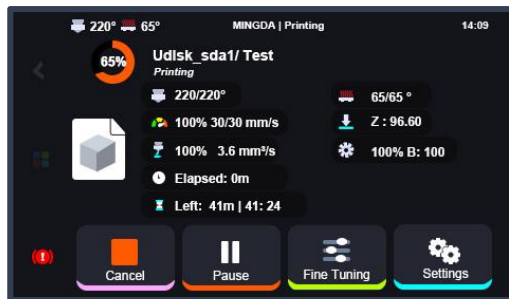 220° 65° MINGDA | Printing 14:09
65% Udisk_sda1/ Test
Printing
220/220° 65/65 °
100% 30/30 mm/s Z : 96.60
100% 3.6 mm³/s 100% B: 100
Elapsed: 0m
Left: 41m | 41: 24
Cancel Pause Fine Tuning Settings